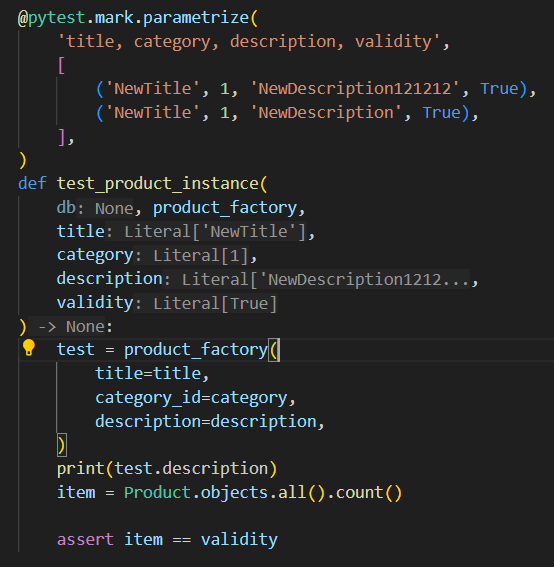 @pytest.mark.parametrize(
    'title, category, description, validity',
    [
        ('NewTitle', 1, 'NewDescription121212', True),
        ('NewTitle', 1, 'NewDescription', True),
    ],
)
def test_product_instance(
    db: None, product_factory,
    title: Literal['NewTitle'],
    category: Literal[1],
    description: Literal['NewDescription1212...,
    validity: Literal[True]
) -> None:
    test = product_factory(
        title=title,
        category_id=category,
        description=description,
    )
    print(test.description)
    item = Product.objects.all().count()
    assert item == validity